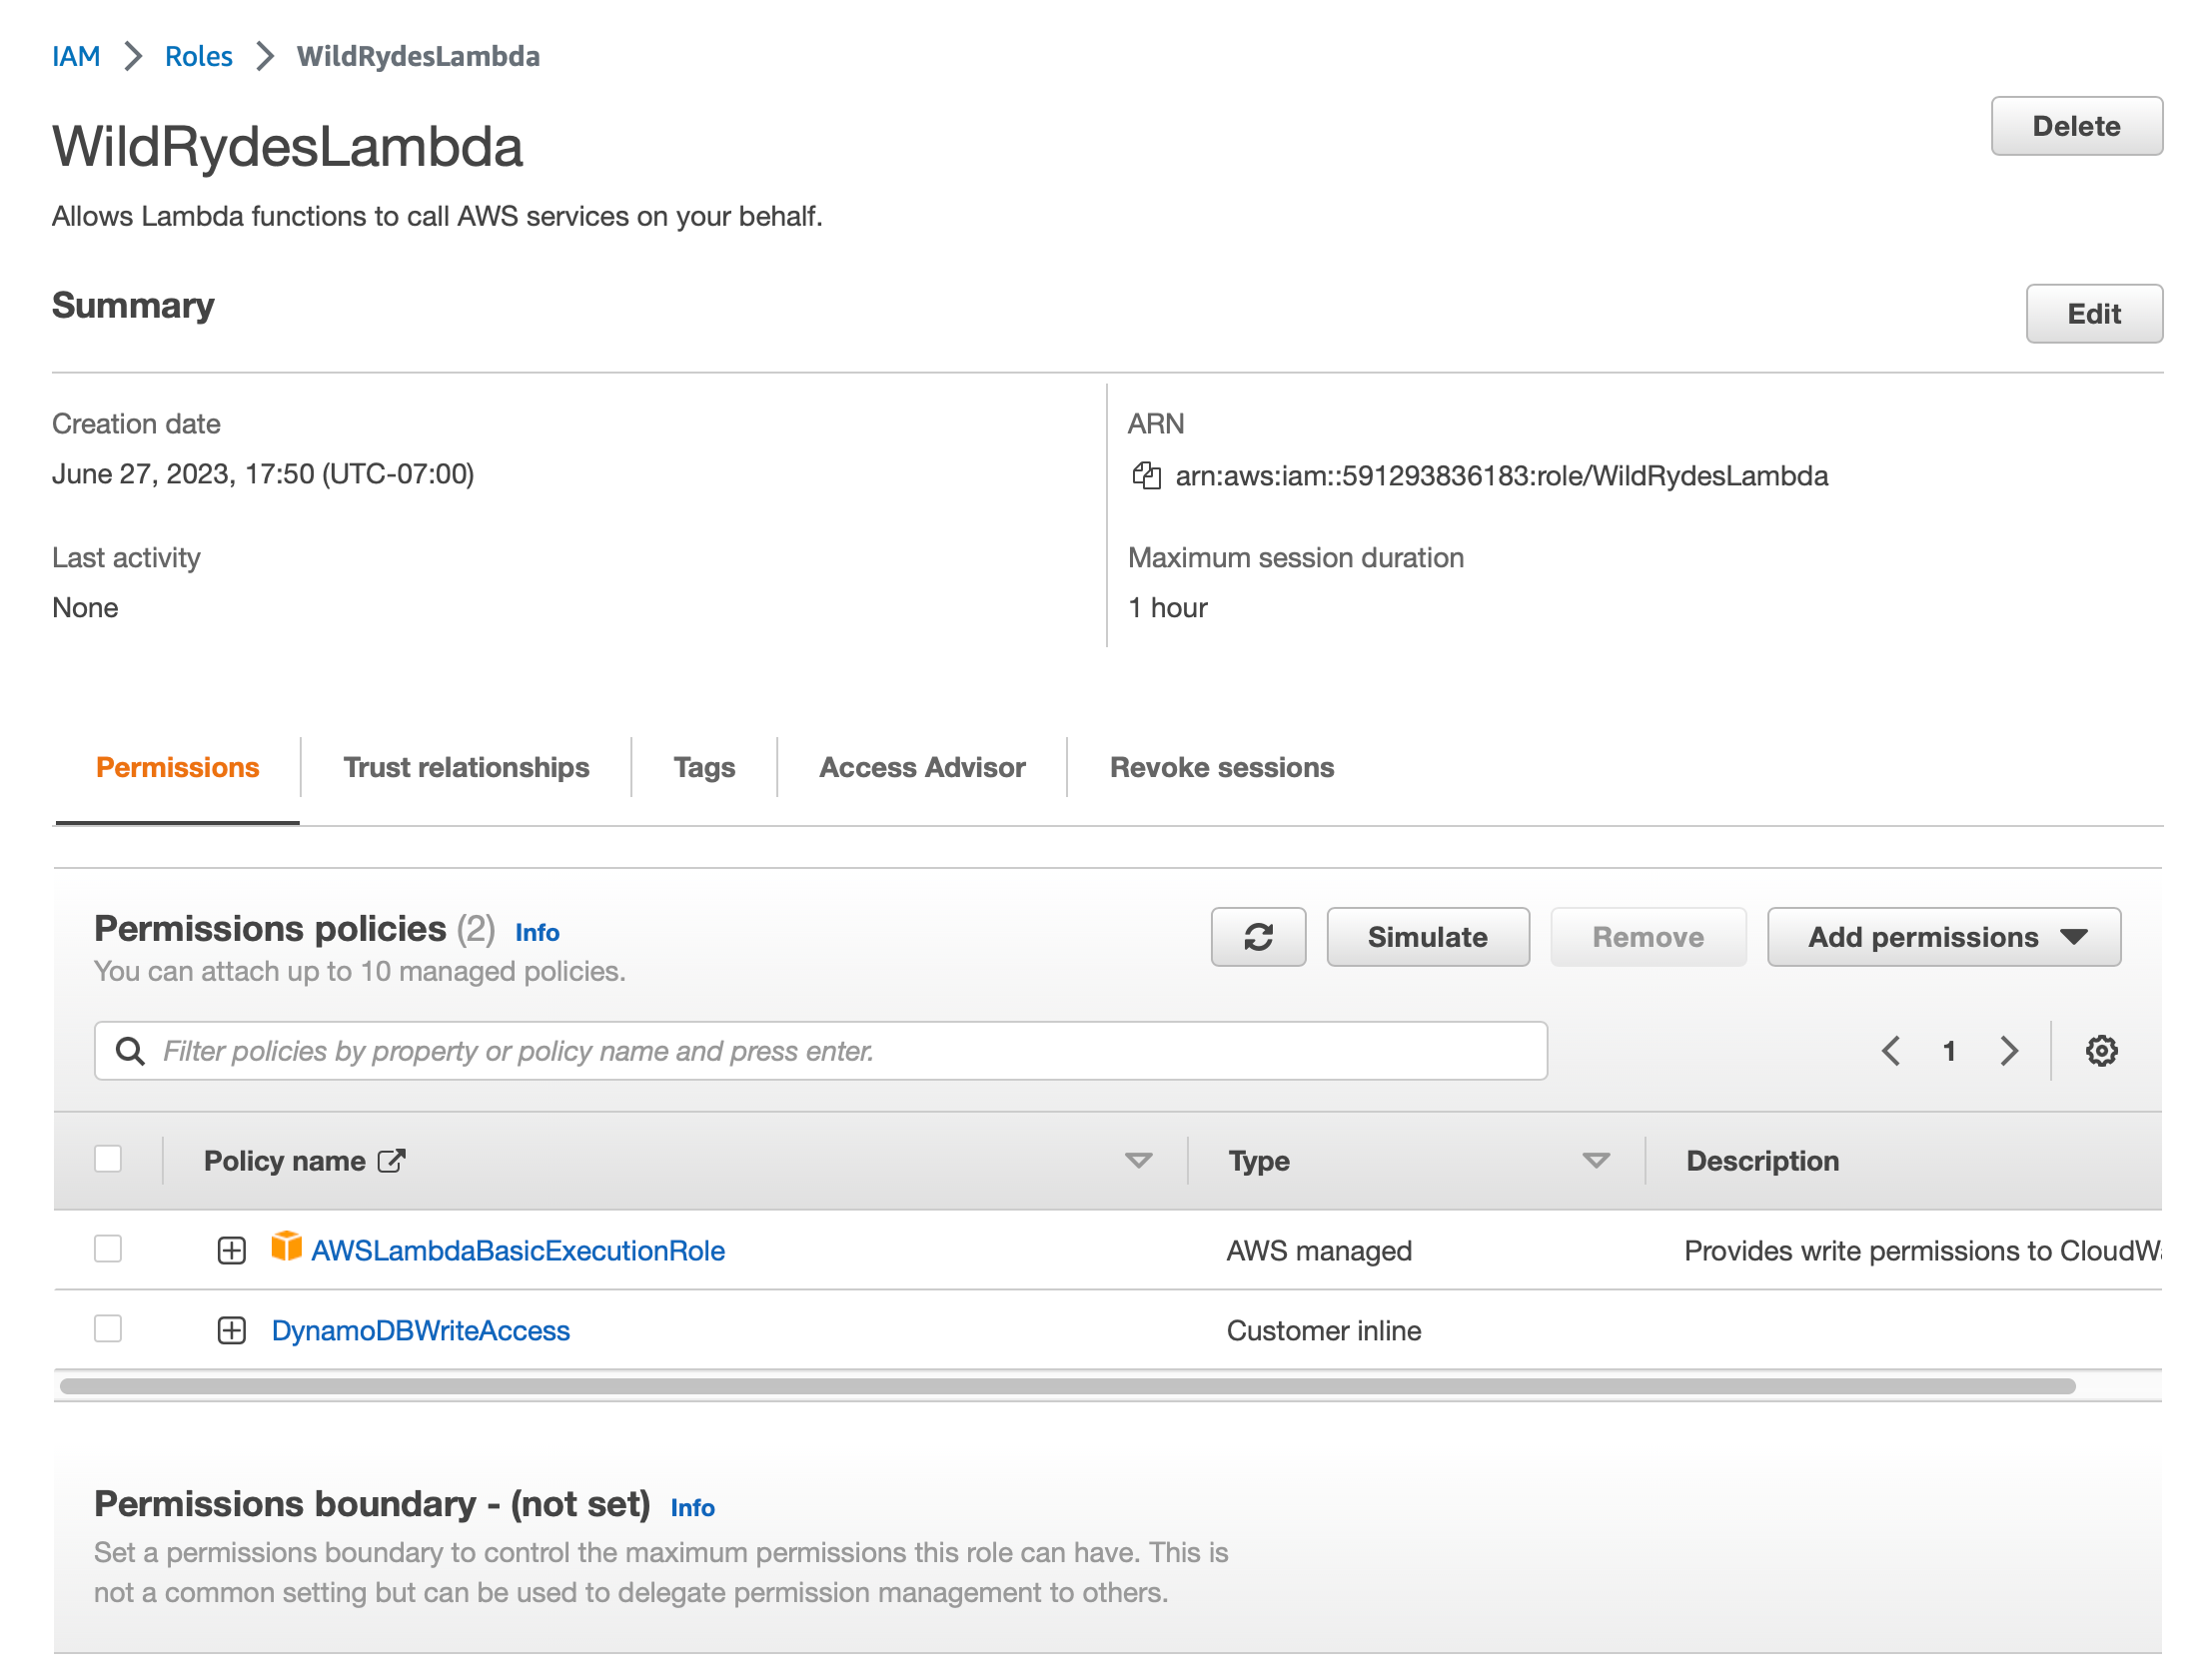 IAM > Roles > WildRydesLambda
WildRydesLambda
Delete
Allows Lambda functions to call AWS services on your behalf.
Summary
Edit
Creation date
June 27, 2023, 17:50 (UTC-07:00)
ARN
arn:aws:iam::591293836183:role/WildRydesLambda
Last activity
None
Maximum session duration
1 hour
Permissions Trust relationships Tags Access Advisor Revoke sessions
Permissions policies (2) Info
You can attach up to 10 managed policies.
Simulate Remove Add permissions
Filter policies by property or policy name and press enter.
1
Policy name Type Description
AWSLambdaBasicExecutionRole AWS managed Provides write permissions to
DynamoDBWriteAccess Customer inline
Permissions boundary - (not set) Info
Set a permissions boundary to control the maximum permissions this role can have. This is
not a common setting but can be used to delegate permission management to others.